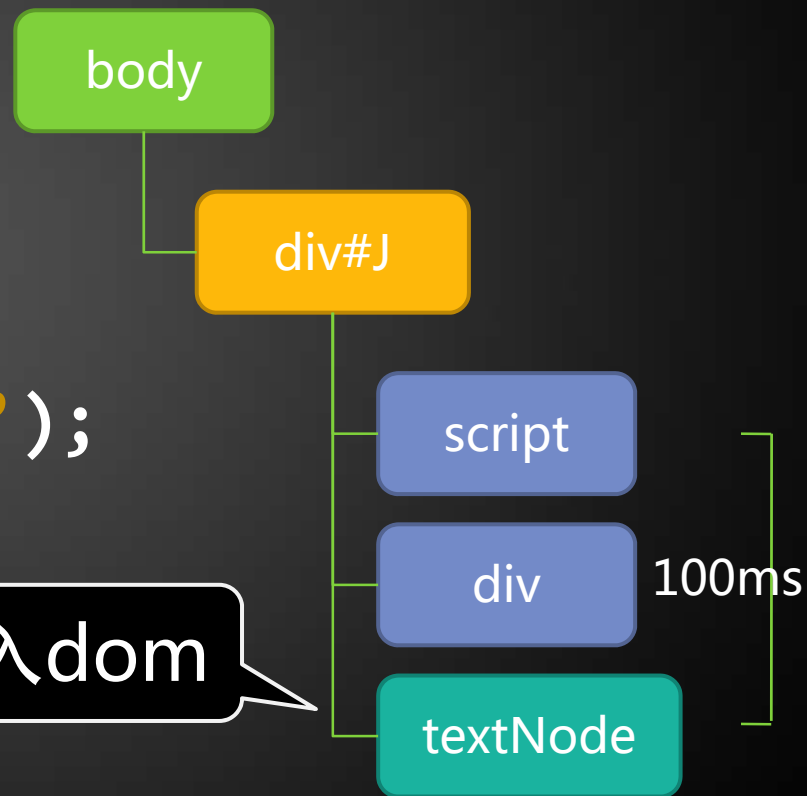 body
div#J
”);
script
div
100ms
入dom
textNode